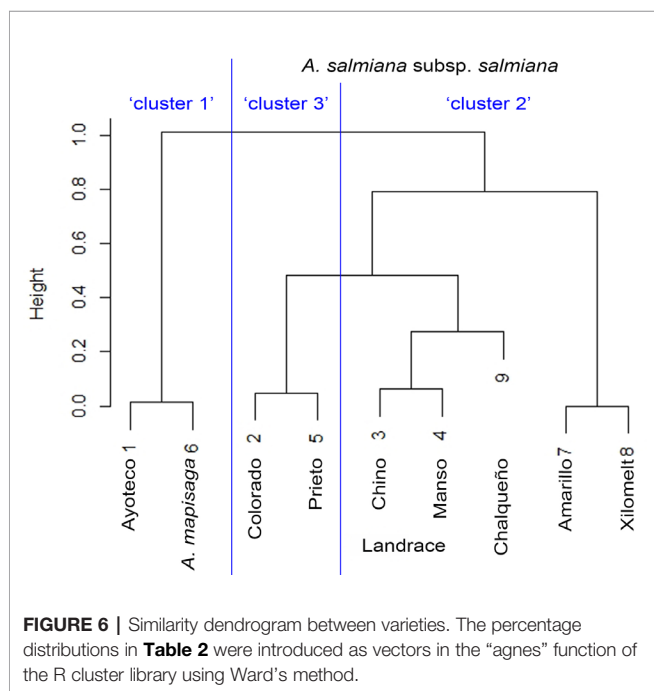 A. salmiana subsp. salmiana
'cluster 1' 'cluster 3' 'cluster 2'
Height
1.0
0.8
0.6
0.4
0.2
0.0
Ayoteco 1
A. mapisaga 6
Colorado 2
Prieto 5
Chino 3
Manso 4
Chalqueño 9
Amarillo 7
Xilomelt 8
Landrace
FIGURE 6 | Similarity dendrogram between varieties. The percentage
distributions in Table 2 were introduced as vectors in the “agnes” function of
the R cluster library using Ward’s method.